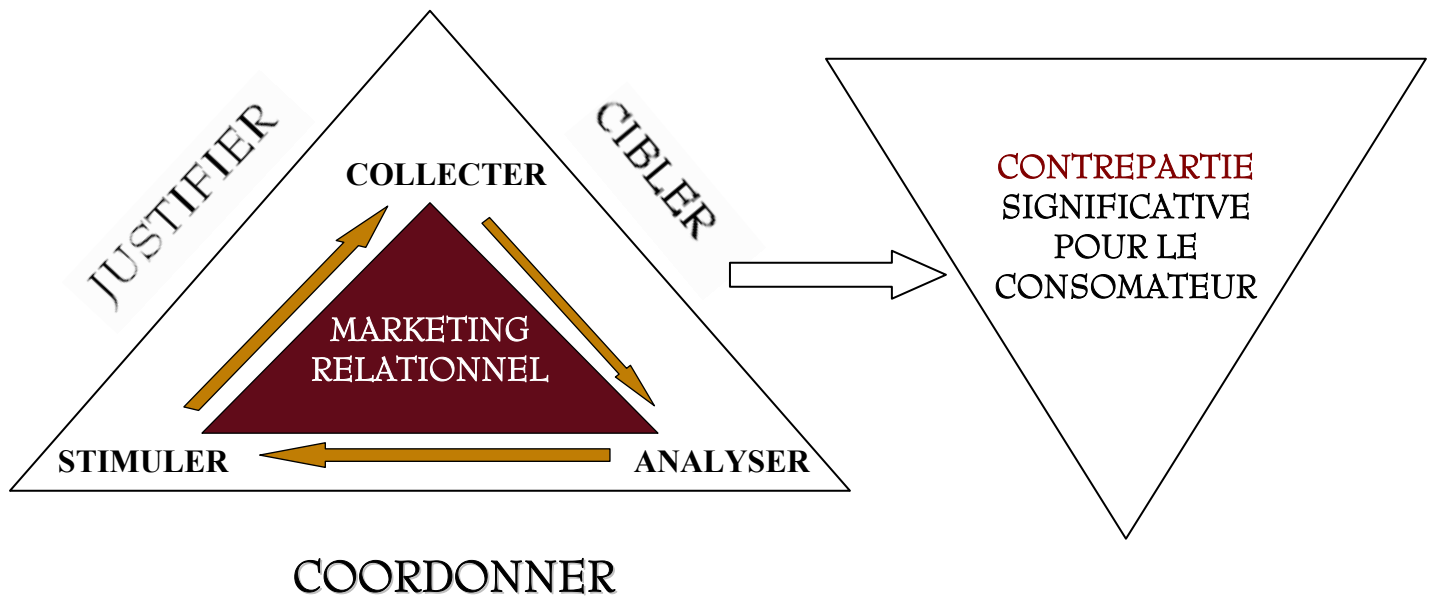 JUSTIFIER
CIBLER
COLLECTER
MARKETING
RELATIONNEL
STIMULER
ANALYSER
COORDONNER
CONTREPARTIE
SIGNIFICATIVE
POUR LE
CONSOMATEUR